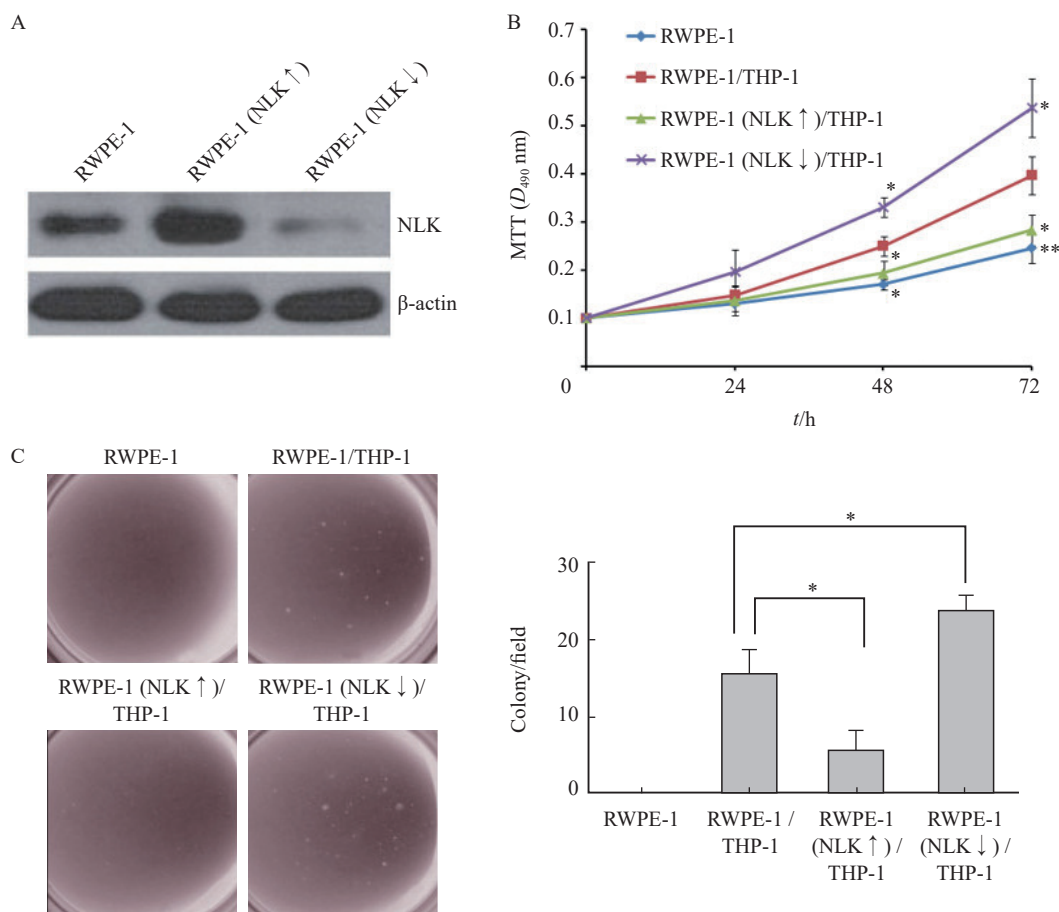 A
RWPE-1
RWPE-1 (NLK ↑)
RWPE-1 (NLK ↓)
NLK
β-actin
B
0.7
0.6
0.5
0.4
0.3
0.2
0.1
0
24
48
72
MTT (D490 nm)
t/h
RWPE-1
RWPE-1/THP-1
RWPE-1 (NLK ↑)/THP-1
RWPE-1 (NLK ↓)/THP-1
*
*
*
*
*
**
C
RWPE-1
RWPE-1/THP-1
RWPE-1 (NLK ↑)/
THP-1
RWPE-1 (NLK ↓)/
THP-1
Colony/field
30
20
10
0
*
*
RWPE-1
RWPE-1 /
THP-1
RWPE-1
(NLK ↑) /
THP-1
RWPE-1
(NLK ↓) /
THP-1